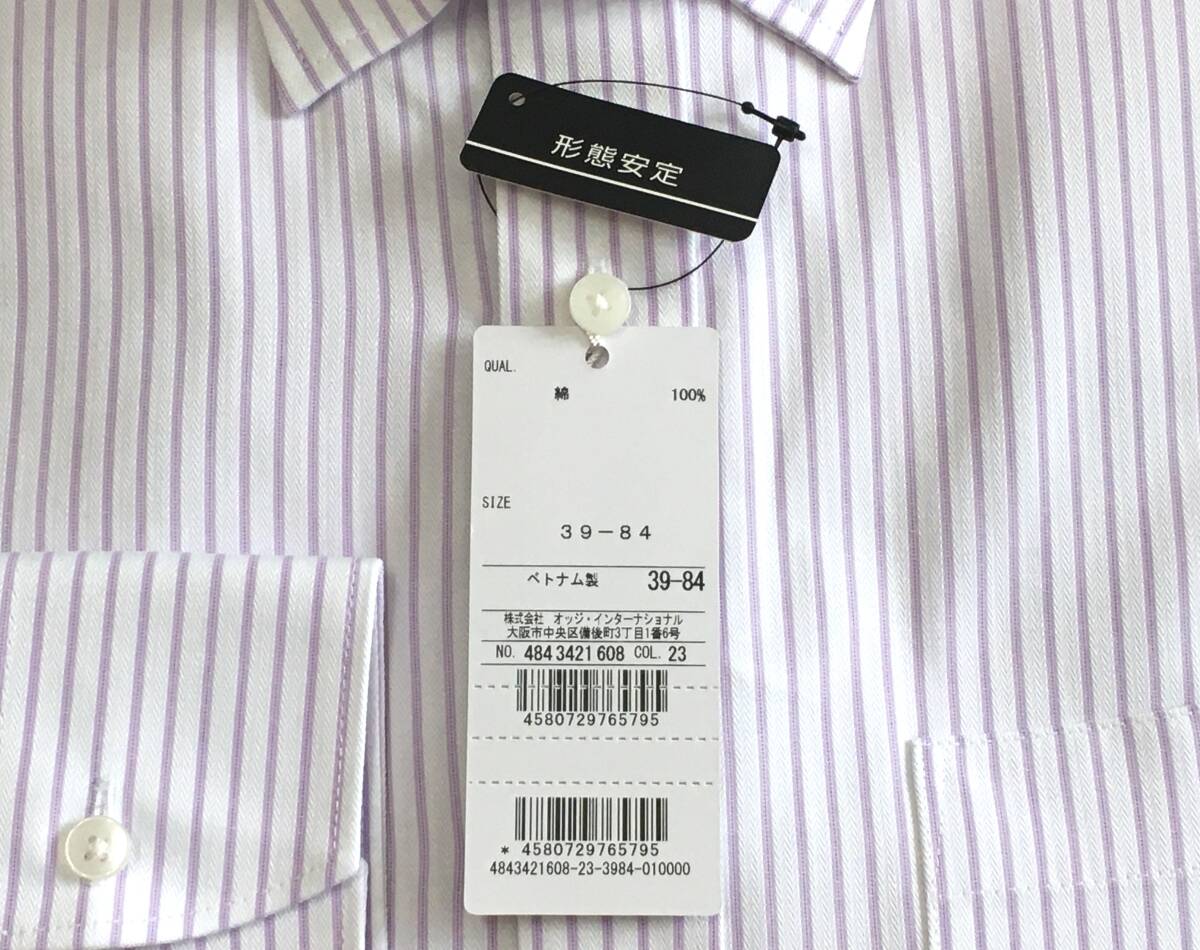 形態安定
QUAL.
綿 100%
SIZE
39-84
ベトナム製 39-84
株式会社 オッジ・インターナショナル
大阪市中央区備後町3丁目1番6号
NO. 4843421608 COL. 23
4580729765795
* 4580729765795
4843421608-23-3984-010000